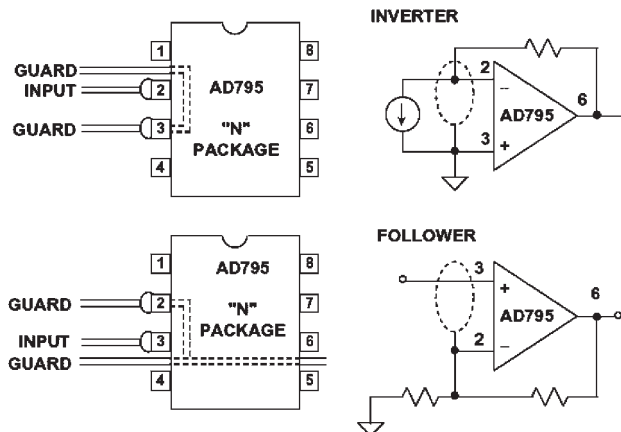 INVERTER
1
8
GUARD
INPUT
2
AD795
7
GUARD
3
"N"
PACKAGE
6
4
5
2
−
6
AD795
3
+
FOLLOWER
1
AD795
8
GUARD
2
"N"
PACKAGE
7
INPUT
3
6
GUARD
4
5
3
+
6
AD795
2
−